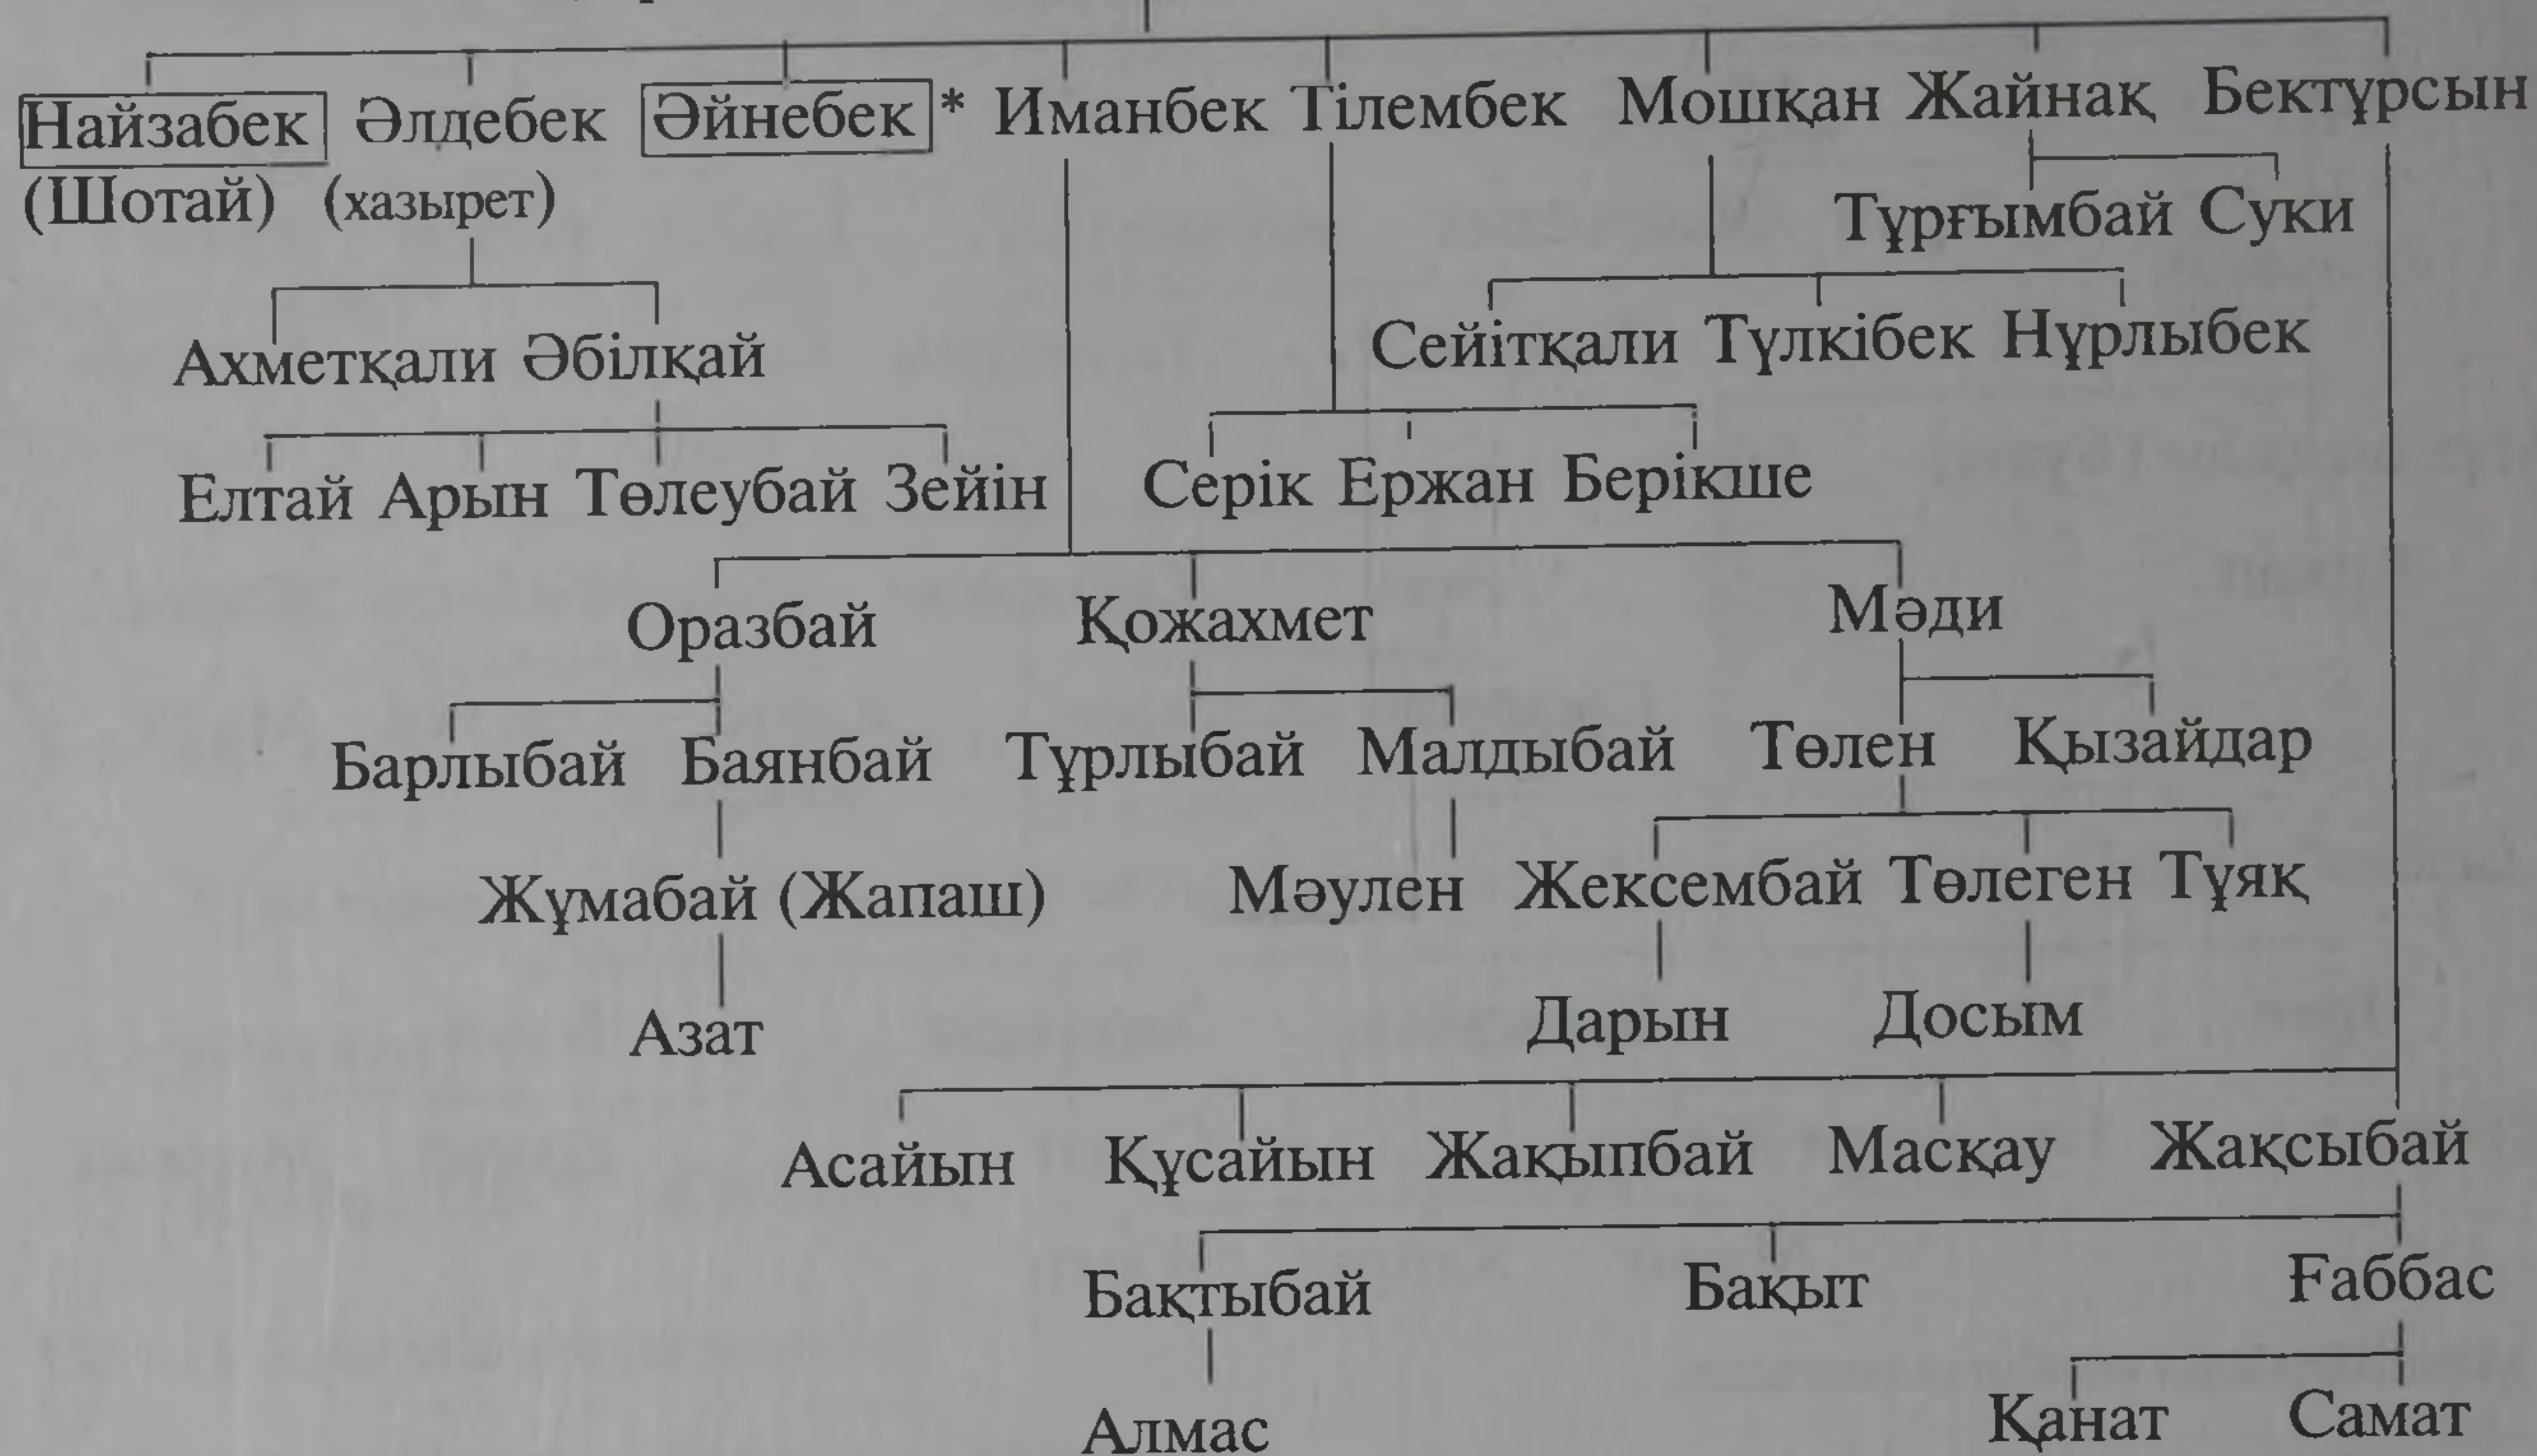 Найзабек Әлдебек Әйнебек * Иманбек Тілембек Мошқан Жайнақ Бектұрсын
(Шотай) (хазырет)
Тұрғымбай Суки
Ахметқали Әбілқай
Сейітқали Түлкібек Нұрлыбек
Елтай Арын Төлеубай Зейін
Серік Ержан Берікше
Оразбай Қожахмет Мәди
Барлыбай Баянбай Тұрлыбай Малдыбай Төлен Қызайдар
Жұмабай (Жапаш) Мәулен Жексембай Төлеген Тұяқ
Азат Дарын Досым
Асайын Құсайын Жақыпбай Масқау Жақсыбай
Бақтыбай Бақыт Ғаббас
Алмас Қанат Самат